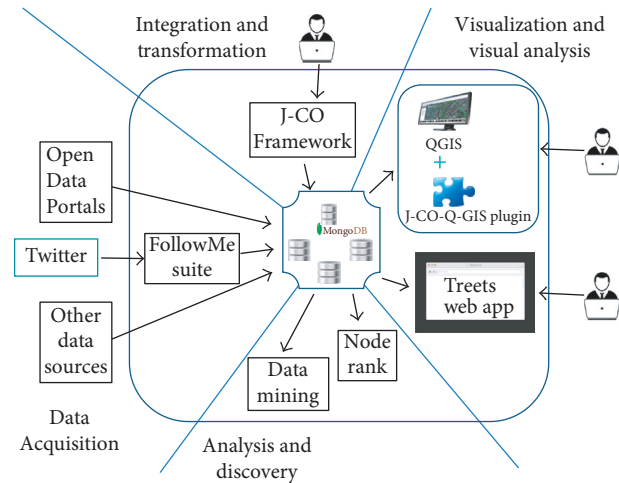 Integration and
transformation
Visualization and
visual analysis
J-CO
Framework
QGIS
+
J-CO-Q-GIS plugin
Open
Data
Portals
MongoDB
Twitter
FollowMe
suite
Treets
web app
Other
data
sources
Node
rank
Data
mining
Data
Acquisition
Analysis and
discovery